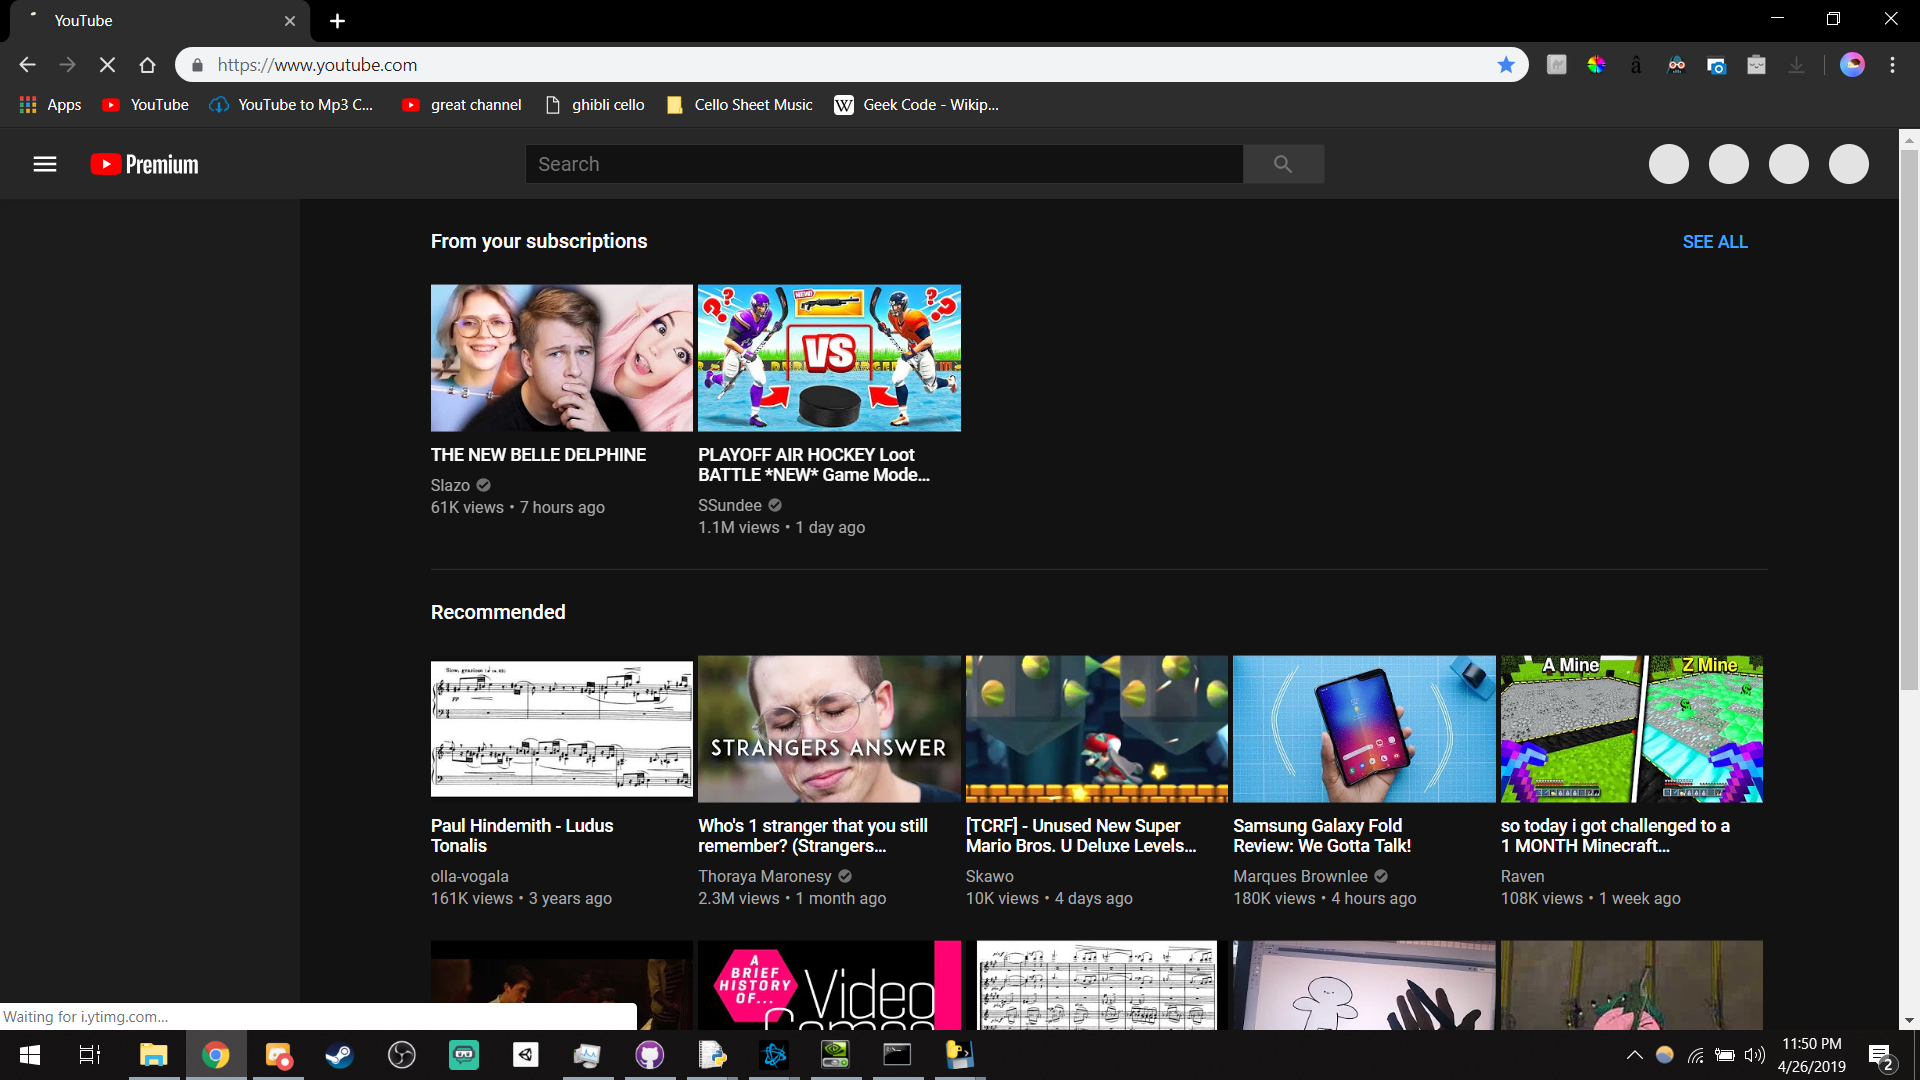 YouTube
https://www.youtube.com
Apps
YouTube
YouTube to Mp3 C...
great channel
ghibli cello
Cello Sheet Music
W
Geek Code - Wikip...
Premium
Search
From your subscriptions
SEE ALL
NEW!
VS
THE NEW BELLE DELPHINE
Slazo
61K views • 7 hours ago
PLAYOFF AIR HOCKEY Loot
BATTLE *NEW* Game Mode...
SSundee
1.1M views • 1 day ago
Recommended
STRANGERS ANSWER
A Mine
Z Mine
Paul Hindemith - Ludus
Tonalis
olla-vogala
161K views • 3 years ago
Who's 1 stranger that you still
remember? (Strangers...
Thoraya Maronesy
2.3M views • 1 month ago
[TCRF] - Unused New Super
Mario Bros. U Deluxe Levels...
Skawo
10K views • 4 days ago
Samsung Galaxy Fold
Review: We Gotta Talk!
Marques Brownlee
180K views • 4 hours ago
so today i got challenged to a
1 MONTH Minecraft...
Raven
108K views • 1 week ago
A
BRIEF
HISTORY
OF...
Video
Games
Waiting for i.ytimg.com...
11:50 PM
4/26/2019
2